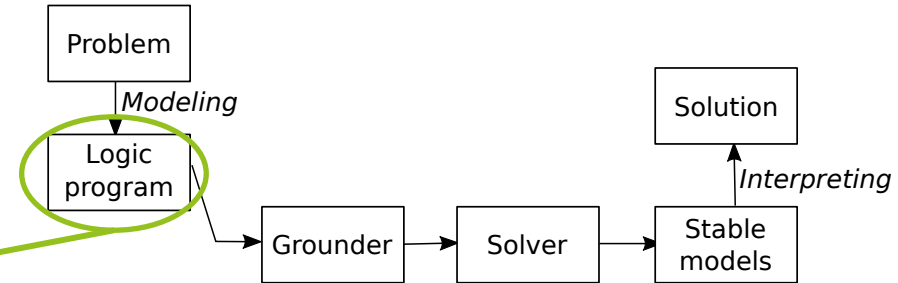 Problem
Modeling
Logic
program
Grounder
Solver
Stable
models
Interpreting
Solution